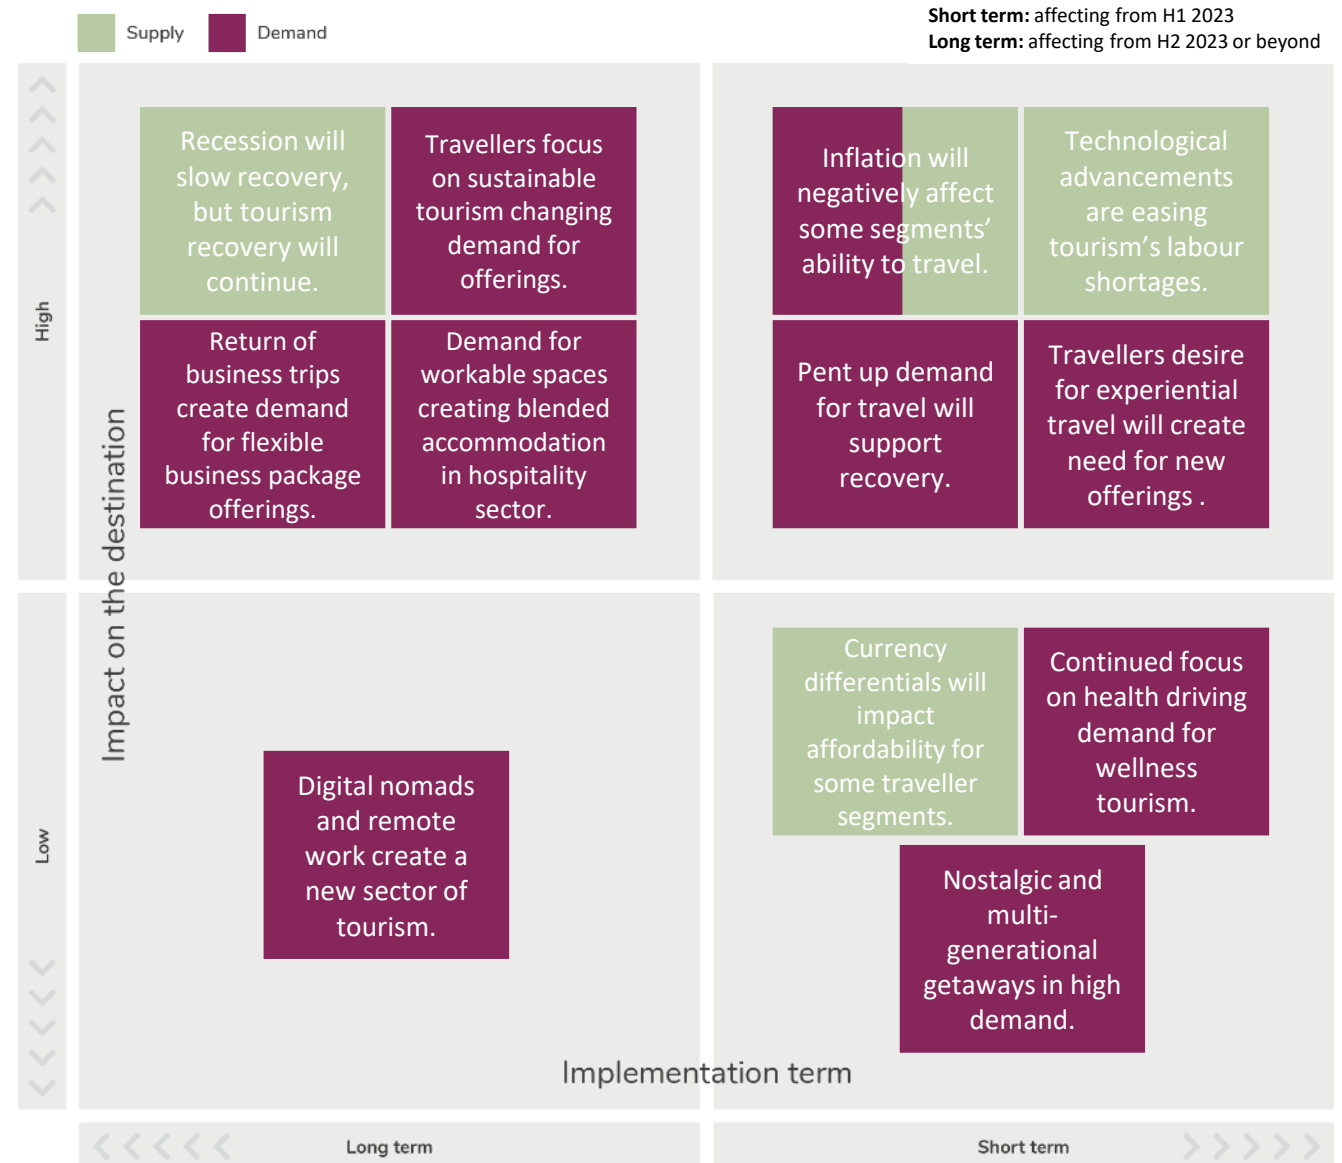 Supply
Demand
Short term: affecting from H1 2023
Long term: affecting from H2 2023 or beyond
High
Impact on the destination
Low
Recession will
slow recovery,
but tourism
recovery will
continue.
Travellers focus
on sustainable
tourism changing
demand for
offerings.
Return of
business trips
create demand
for flexible
business package
offerings.
Demand for
workable spaces
creating blended
accommodation
in hospitality
sector.
Inflation will
negatively affect
some segments’
ability to travel.
Technological
advancements
are easing
tourism’s labour
shortages.
Pent up demand
for travel will
support
recovery.
Travellers desire
for experiential
travel will create
need for new
offerings .
Digital nomads
and remote
work create a
new sector of
tourism.
Currency
differentials will
impact
affordability for
some traveller
segments.
Continued focus
on health driving
demand for
wellness
tourism.
Nostalgic and
multi-
generational
getaways in high
demand.
Implementation term
Long term
Short term